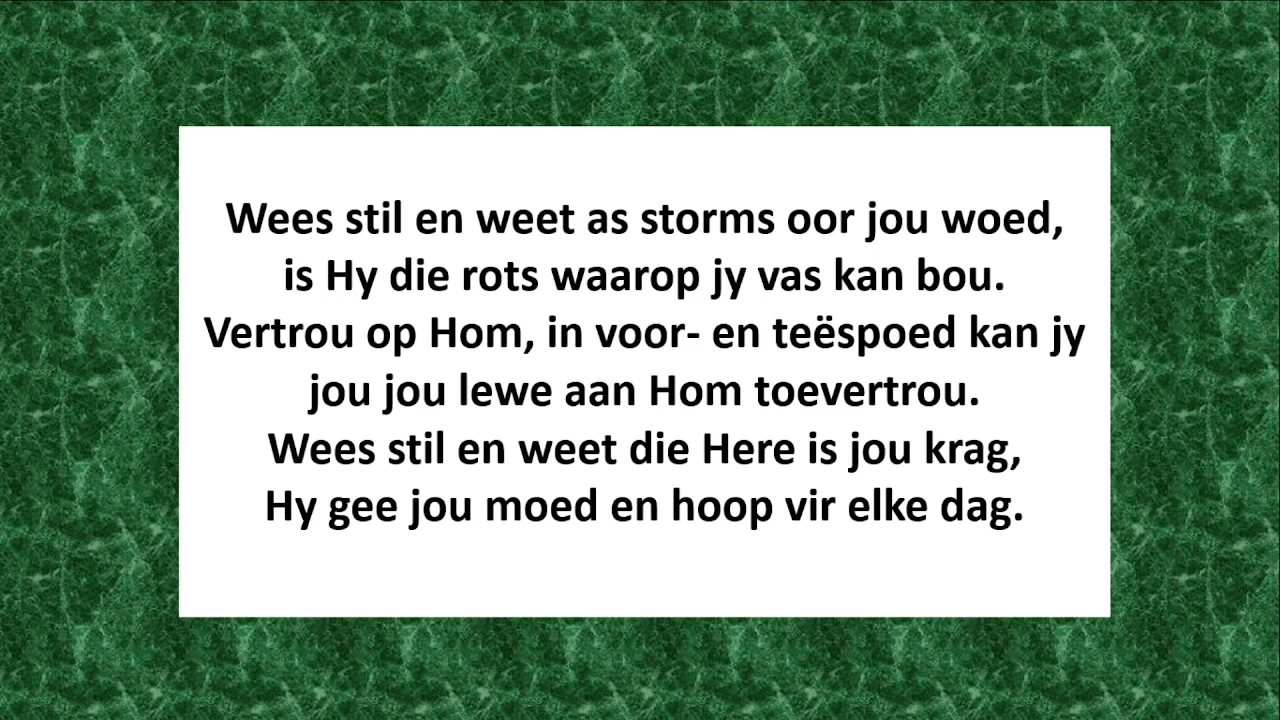 Wees stil en weet as storms oor jou woed,
is Hy die rots waarop jy vas kan bou.
Vertrou op Hom, in voor- en teëspoed kan jy
jou jou lewe aan Hom toevertrou.
Wees stil en weet die Here is jou krag,
Hy gee jou moed en hoop vir elke dag.